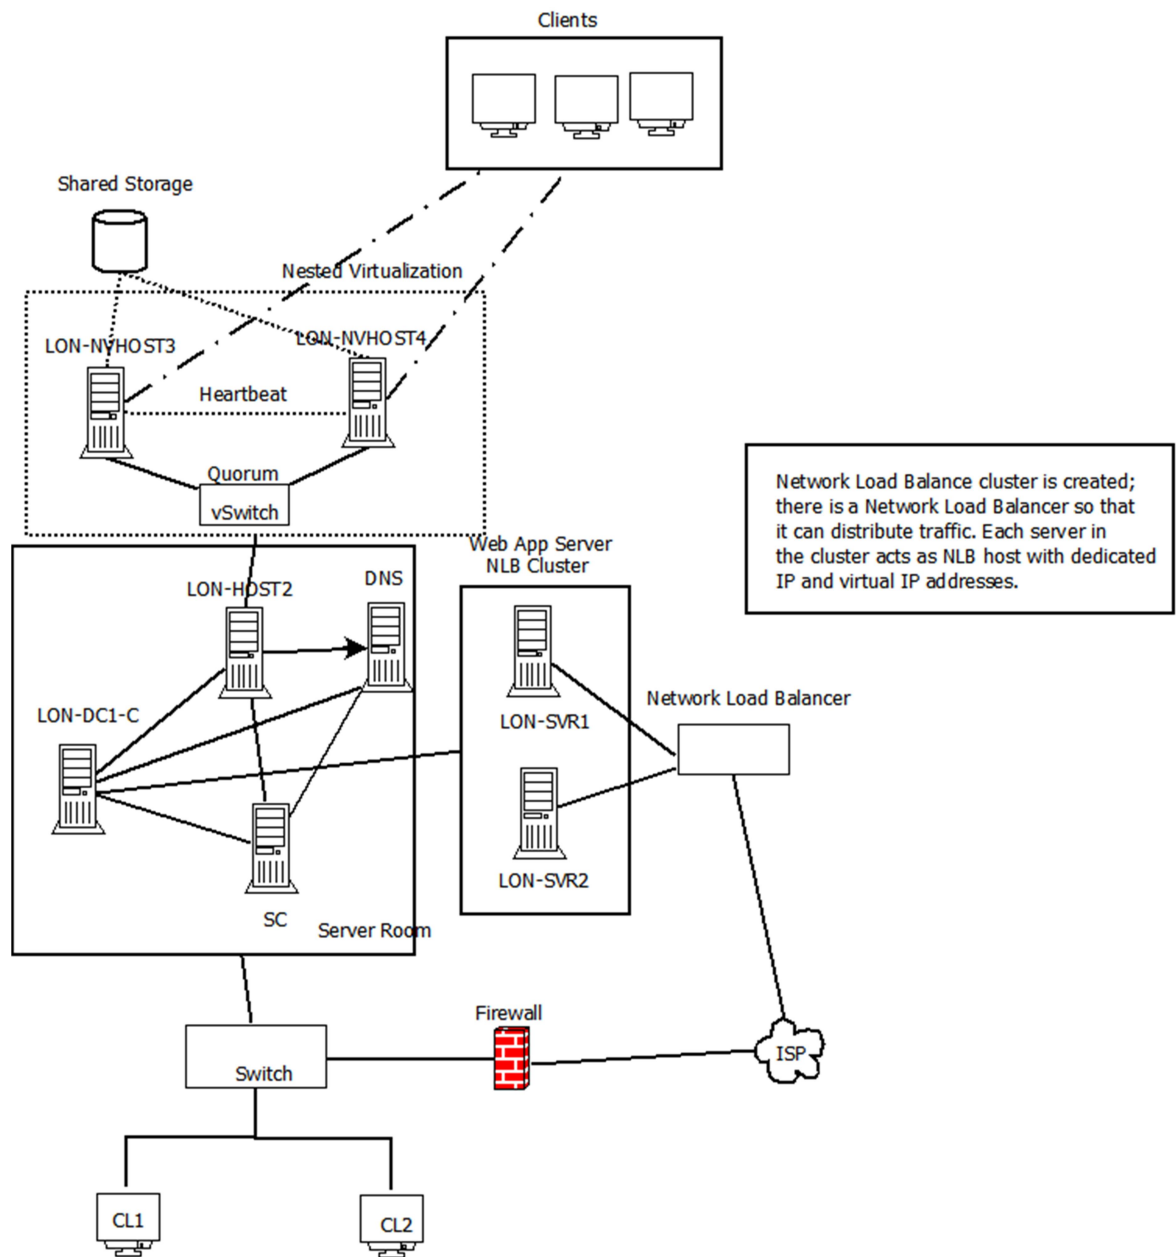 Clients
Shared Storage
Nested Virtualization
LON-NVHOST3
LON-NVHOST4
Heartbeat
Quorum
vSwitch
Network Load Balance cluster is created;
there is a Network Load Balancer so that
it can distribute traffic. Each server in
the cluster acts as NLB host with dedicated
IP and virtual IP addresses.
Web App Server
NLB Cluster
LON-HOST2
DNS
LON-DC1-C
LON-SVR1
Network Load Balancer
LON-SVR2
SC
Server Room
Firewall
Switch
ISP
CL1
CL2